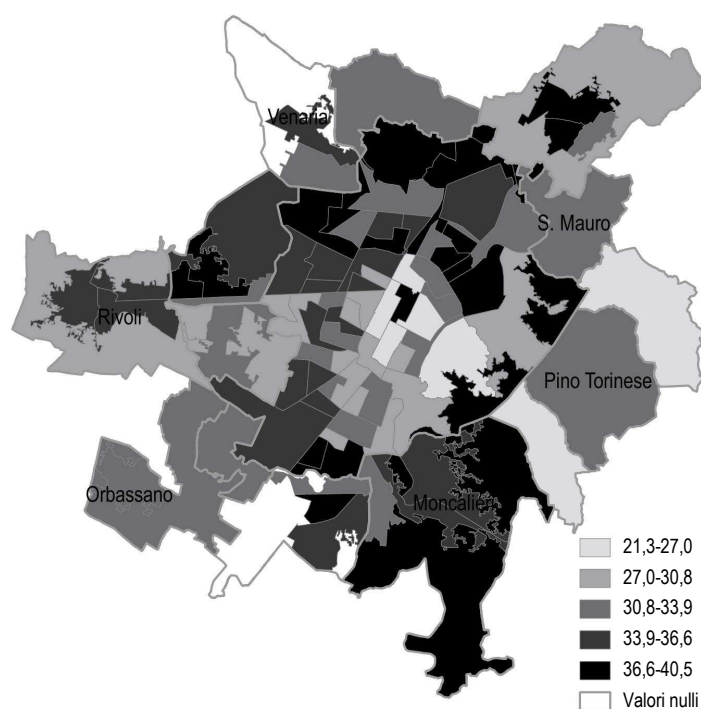 Venaria
S. Mauro
Rivoli
Pino Torinese
Orbassano
Moncalieri
21,3-27,0
27,0-30,8
30,8-33,9
33,9-36,6
36,6-40,5
Valori nulli